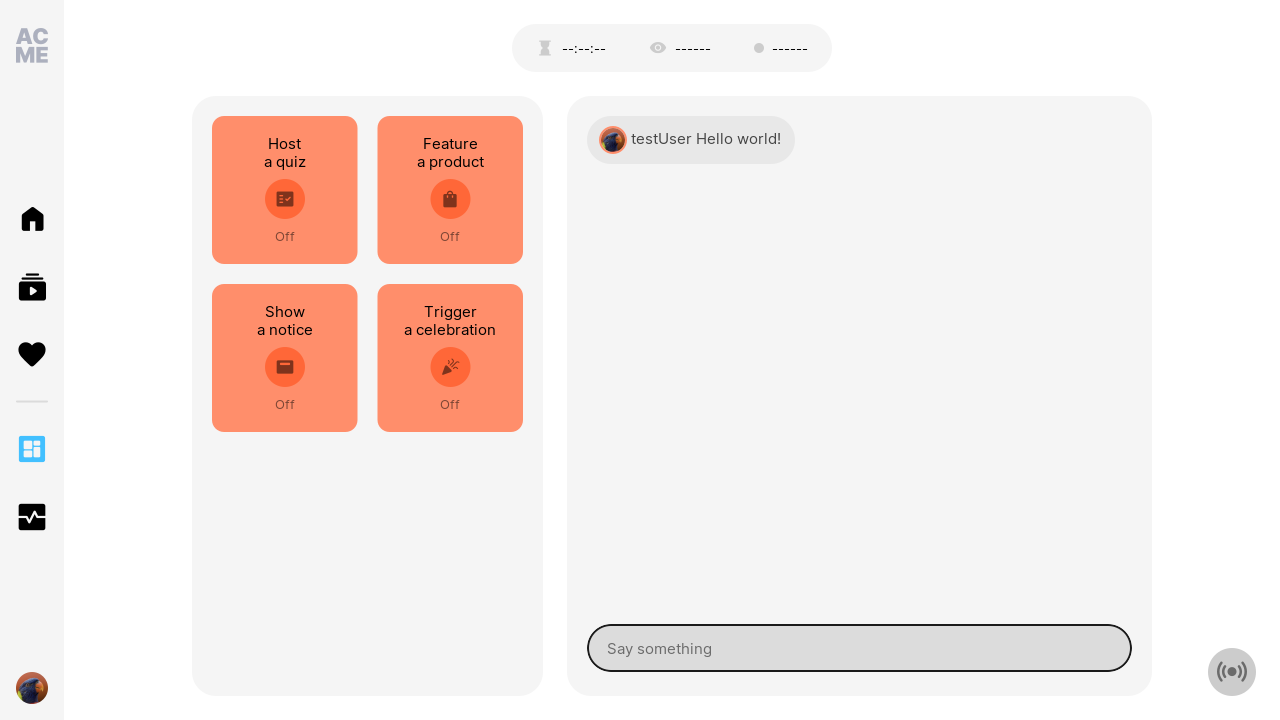 AC
ME
--:--:--
------
------
Host
a quiz
Off
Feature
a product
Off
Show
a notice
Off
Trigger
a celebration
Off
testUser Hello world!
Say something